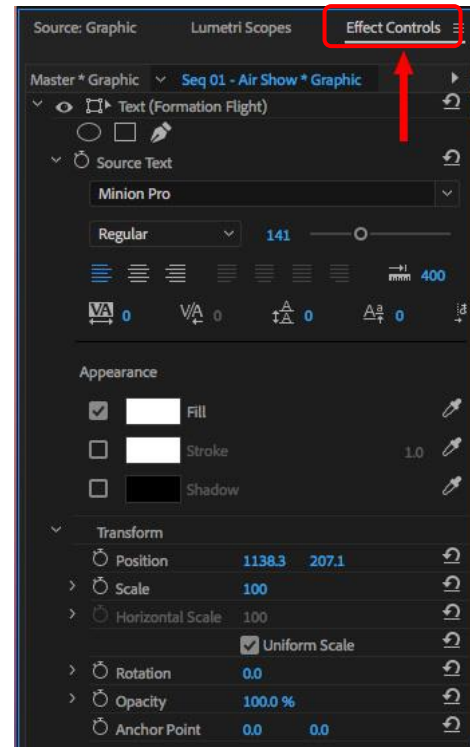 Source: Graphic Lumetri Scopes Effect Controls
Master * Graphic Seq 01 - Air Show * Graphic
Text (Formation Flight)
Source Text
Minion Pro
Regular 141
400
VA 0 V/A 0 A A 0 Aa 0
Appearance
Fill
Stroke 1.0
Shadow
Transform
Position 1138.3 207.1
Scale 100
Horizontal Scale 100
Uniform Scale
Rotation 0.0
Opacity 100.0 %
Anchor Point 0.0 0.0